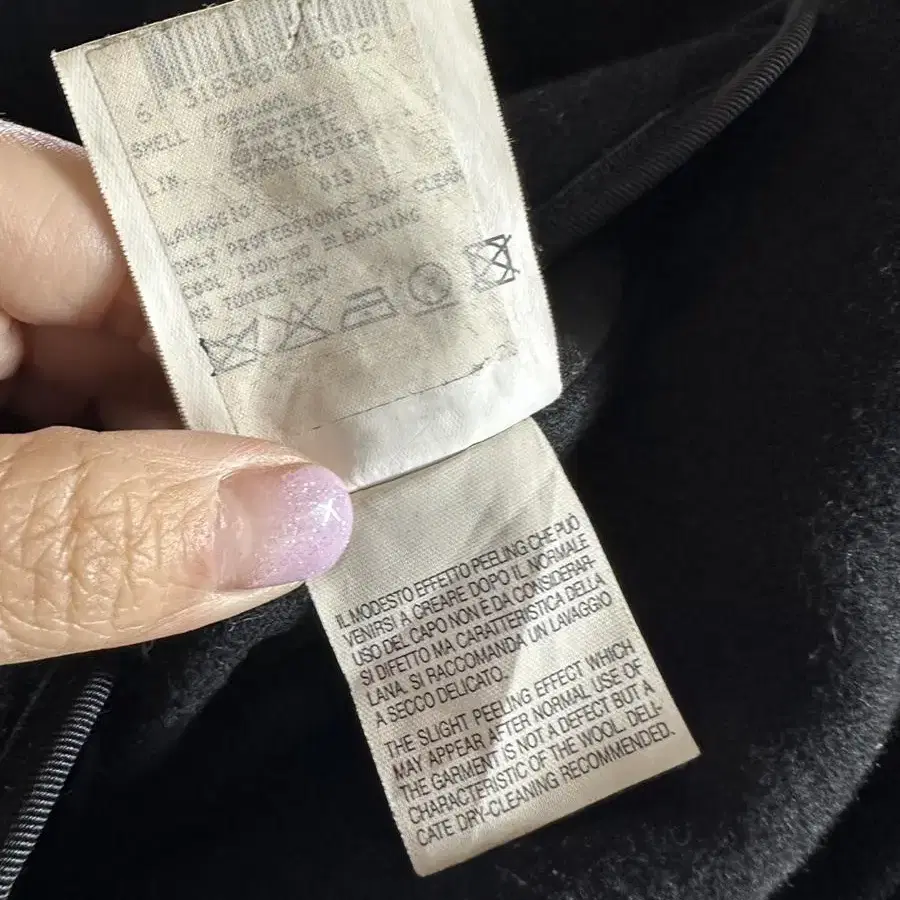 SHELL
LIN.
LAVAGGIO 013
ONLY PROFESSIONAL DRY CLEAN
COOL IRON NO BLEACHING
NO TUMBLE DRY
IL MODESTO EFFETTO PEELING CHE PUÒ
VENIRSI A CREARE DOPO IL NORMALE
USO DEL CAPO NON E DA CONSIDERAR-
SI DIFETTO MA CARATTERISTICA DELLA
LANA. SI RACCOMANDA UN LAVAGGIO
A SECCO DELICATO.
THE SLIGHT PEELING EFFECT WHICH
MAY APPEAR AFTER NORMAL USE OF
THE GARMENT IS NOT A DEFECT BUT A
CHARACTERISTIC OF THE WOOL. DELI-
CATE DRY-CLEANING RECOMMENDED.